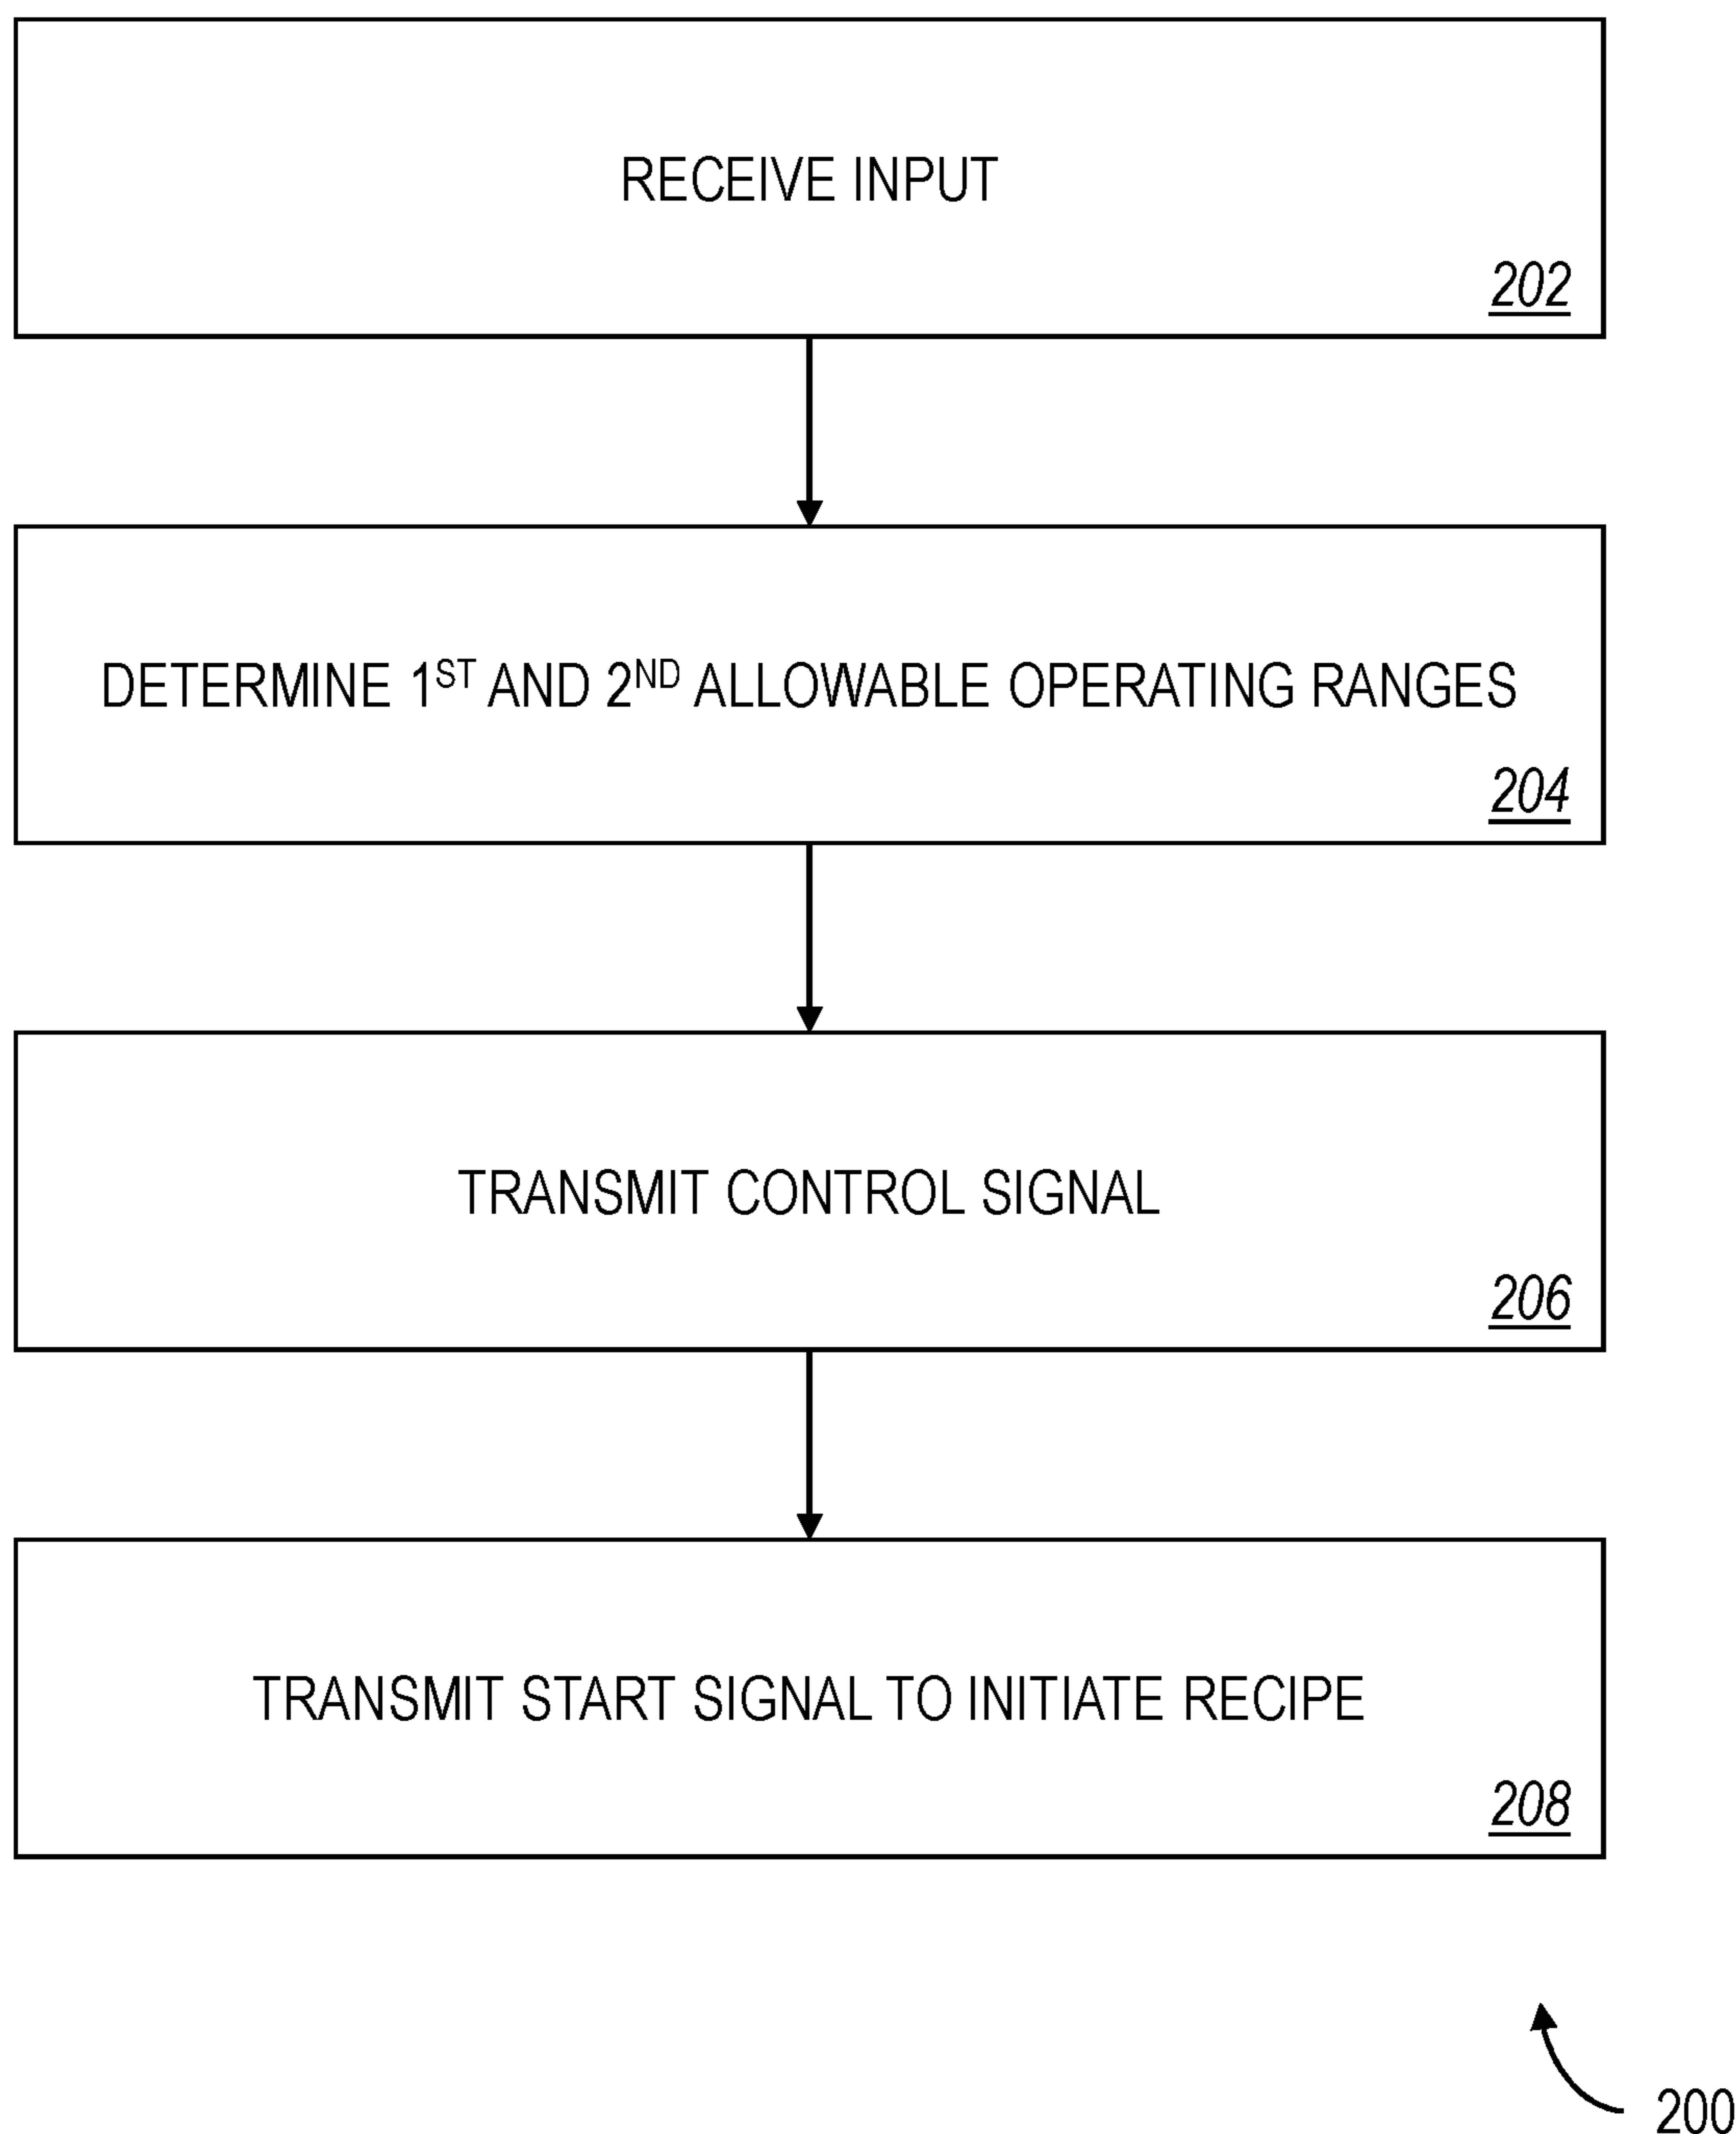 RECEIVE INPUT
202
DETERMINE 1ST AND 2ND ALLOWABLE OPERATING RANGES
204
TRANSMIT CONTROL SIGNAL
206
TRANSMIT START SIGNAL TO INITIATE RECIPE
208
200